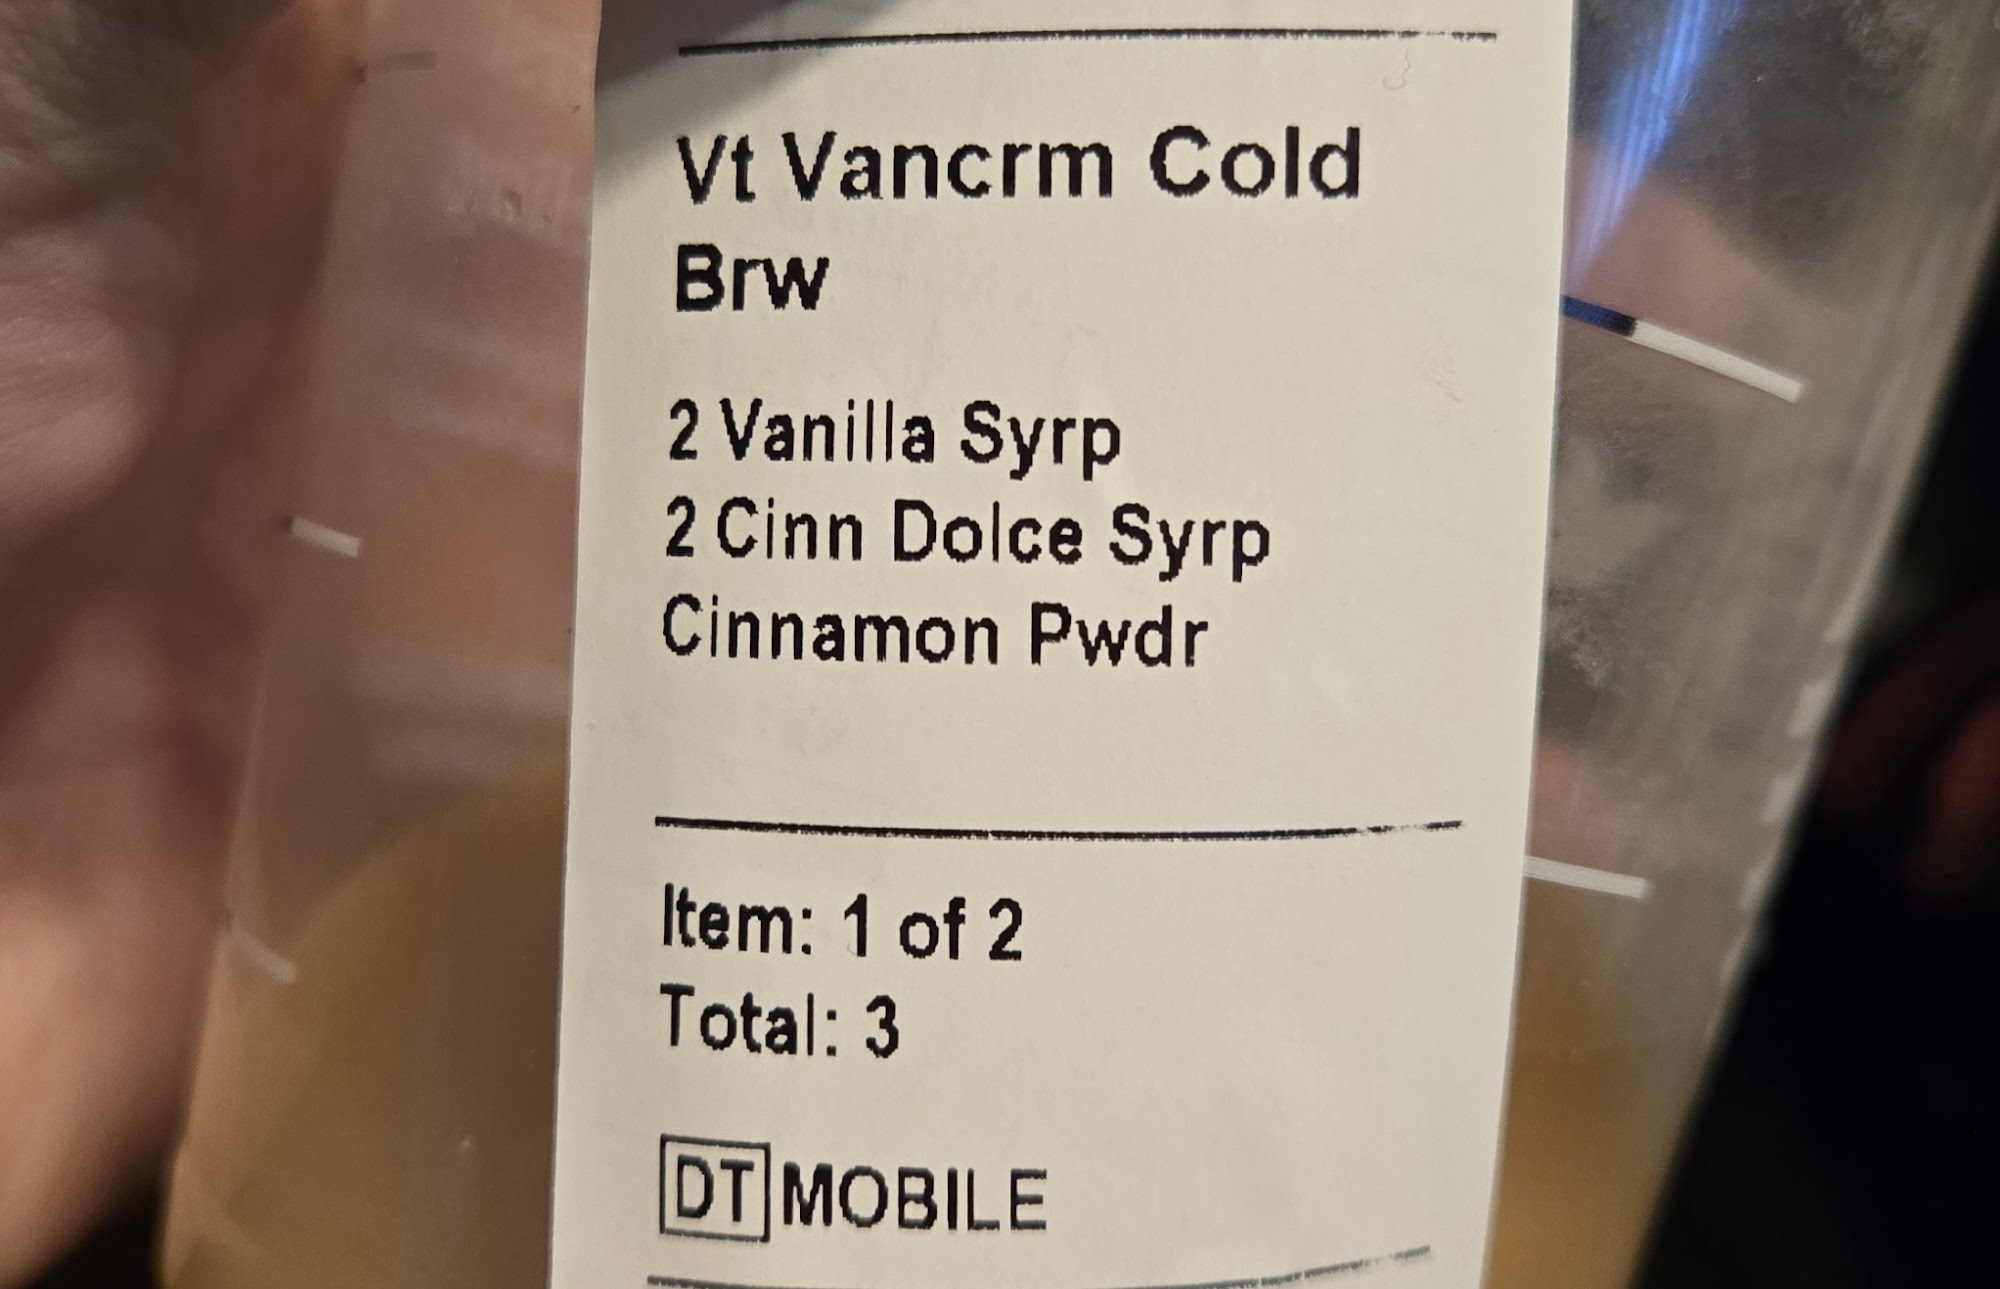 Vt Vancrm Cold
Brw
2 Vanilla Syrp
2 Cinn Dolce Syrp
Cinnamon Pwdr
Item: 1 of 2
Total: 3
DT MOBILE